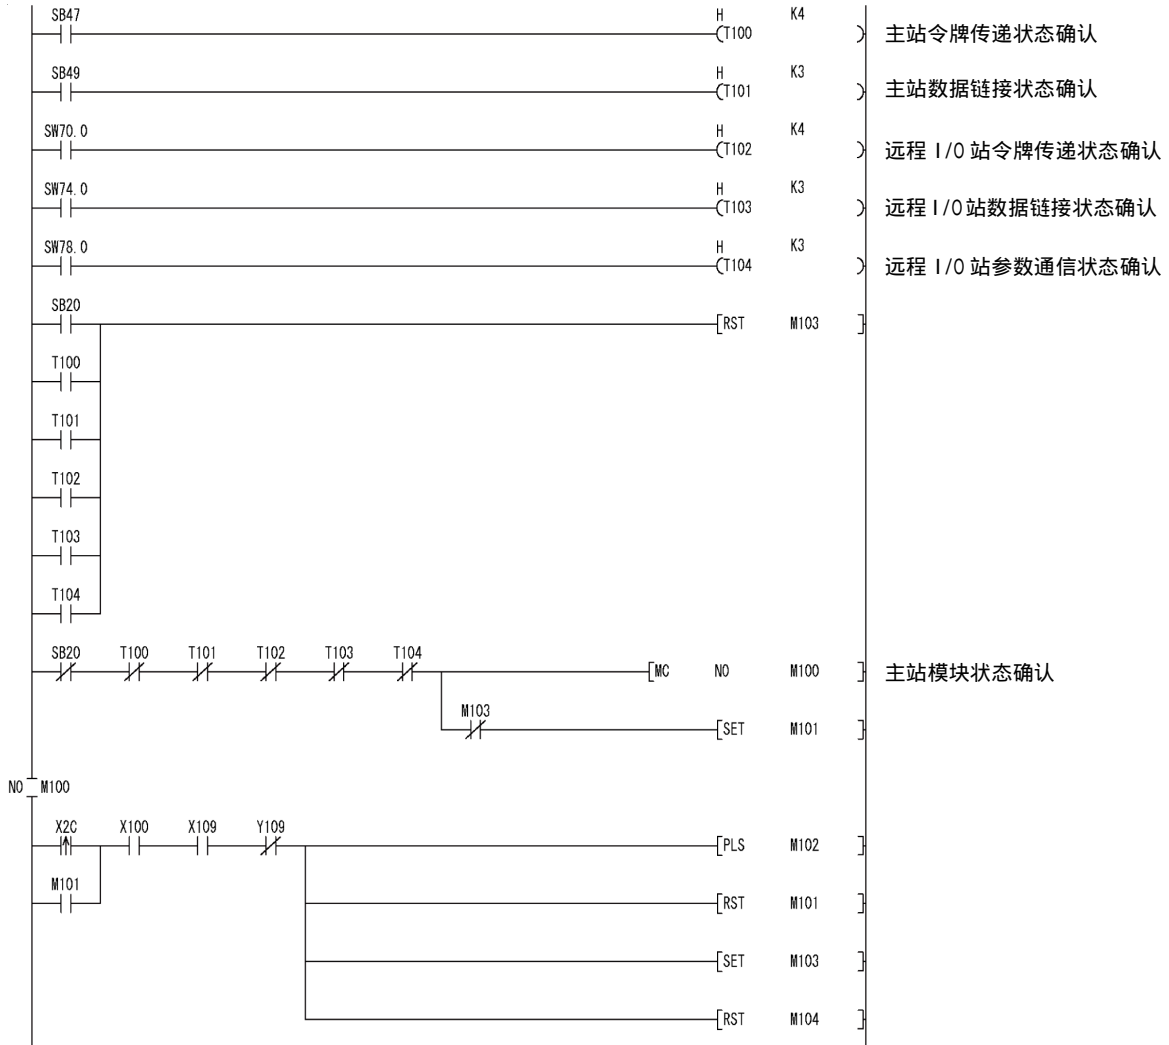 SB47 H K4
(T100 ) 主站令牌传递状态确认
SB49 H K3
(T101 ) 主站数据链接状态确认
SW70.0 H K4
(T102 ) 远程 I/O 站令牌传递状态确认
SW74.0 H K3
(T103 ) 远程 I/O 站数据链接状态确认
SW78.0 H K3
(T104 ) 远程 I/O 站参数通信状态确认
SB20
[RST M103 ]
T100
T101
T102
T103
T104
SB20 T100 T101 T102 T103 T104
[MC N0 M100 ] 主站模块状态确认
M103
[SET M101 ]
N0 M100
X2C X100 X109 Y109
[PLS M102 ]
M101
[RST M101 ]
[SET M103 ]
[RST M104 ]